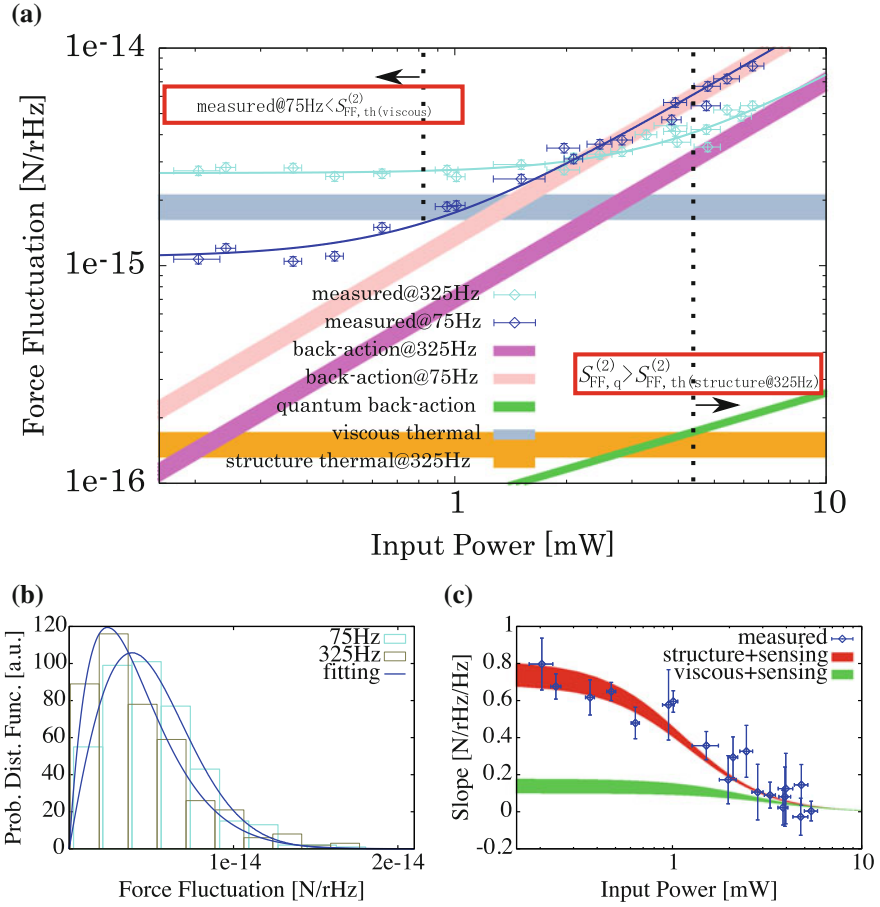 (a)
1e-14
1e-15
1e-16
Force Fluctuation [N/rHz]
measured@75Hz<S(2)FF,th(viscous)
measured@325Hz
measured@75Hz
back-action@325Hz
back-action@75Hz
quantum back-action
viscous thermal
structure thermal@325Hz
S(2)FF,q>S(2)FF,th(structure@325Hz)
1
10
Input Power [mW]
(b)
120
100
80
60
40
20
0
Prob. Dist. Func. [a.u.]
75Hz
325Hz
fitting
1e-14
2e-14
Force Fluctuation [N/rHz]
(c)
1
0.8
0.6
0.4
0.2
0
-0.2
Slope [N/rHz/Hz]
measured
structure+sensing
viscous+sensing
1
10
Input Power [mW]